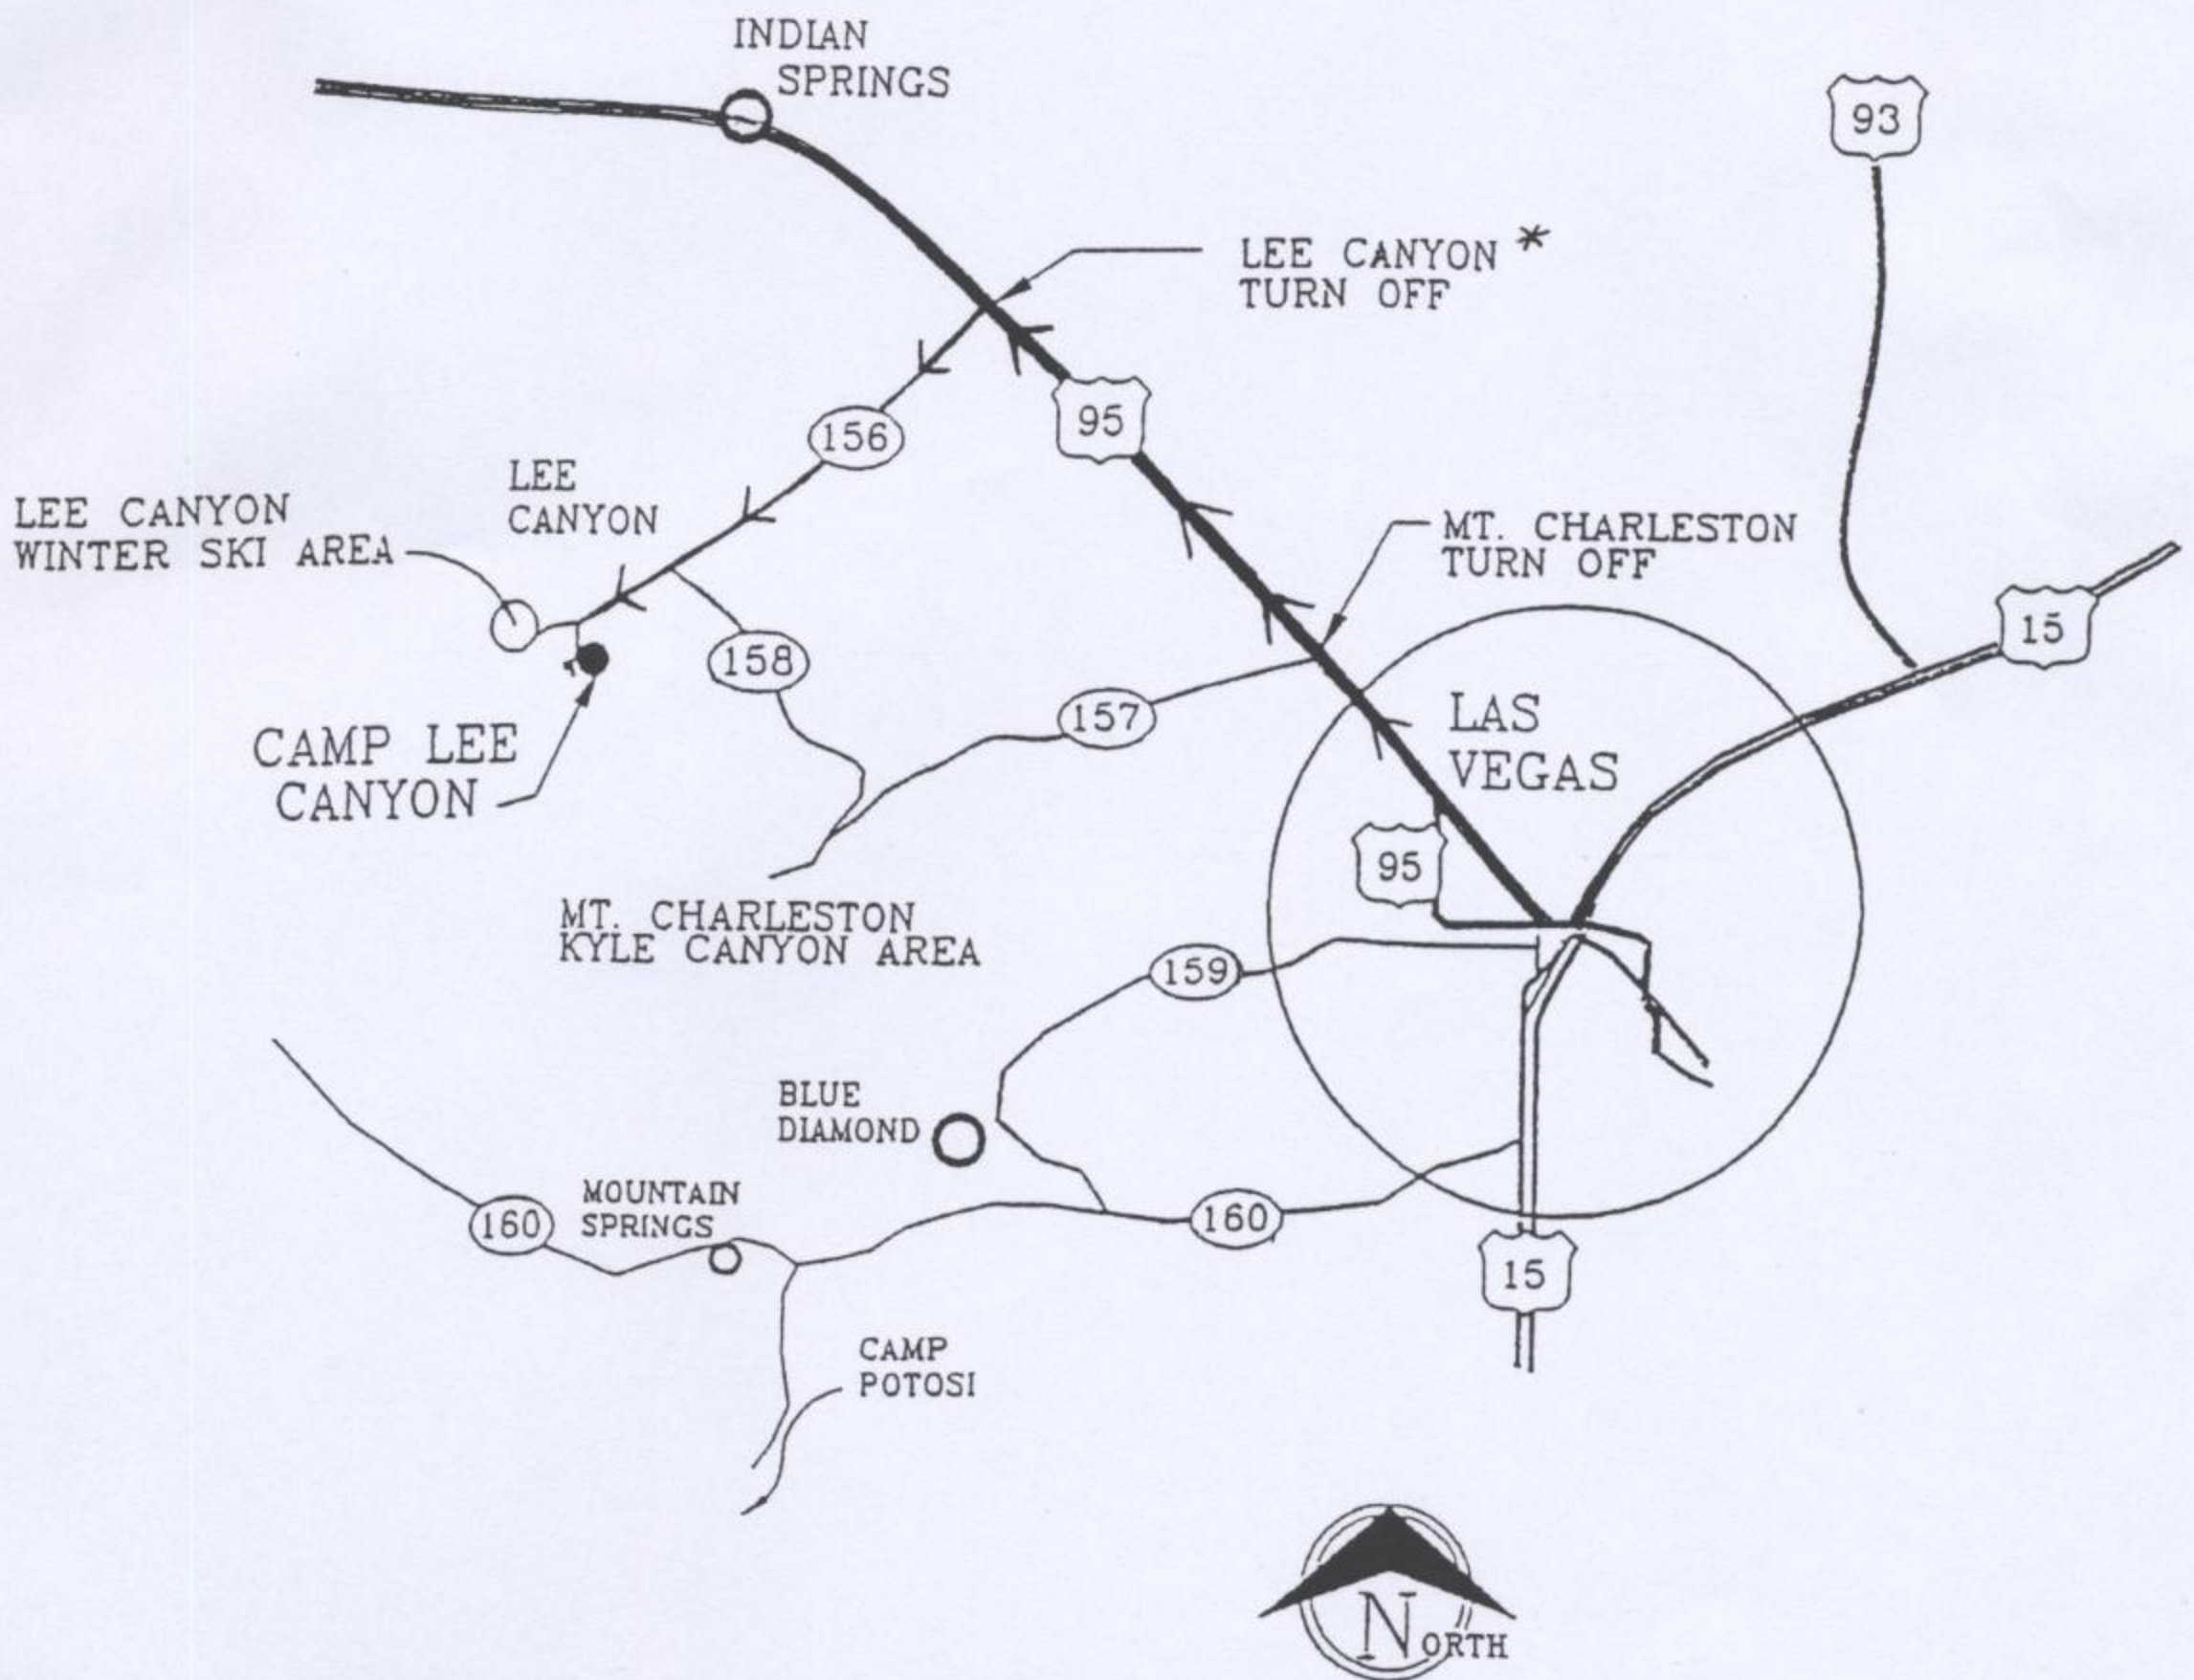 INDIAN
SPRINGS
93
LEE CANYON *
TURN OFF
95
156
LEE
CANYON
LEE CANYON
WINTER SKI AREA
MT. CHARLESTON
TURN OFF
15
158
157
LAS
VEGAS
CAMP LEE
CANYON
95
MT. CHARLESTON
KYLE CANYON AREA
159
BLUE
DIAMOND
160
MOUNTAIN
SPRINGS
160
15
CAMP
POTOSI
NORTH